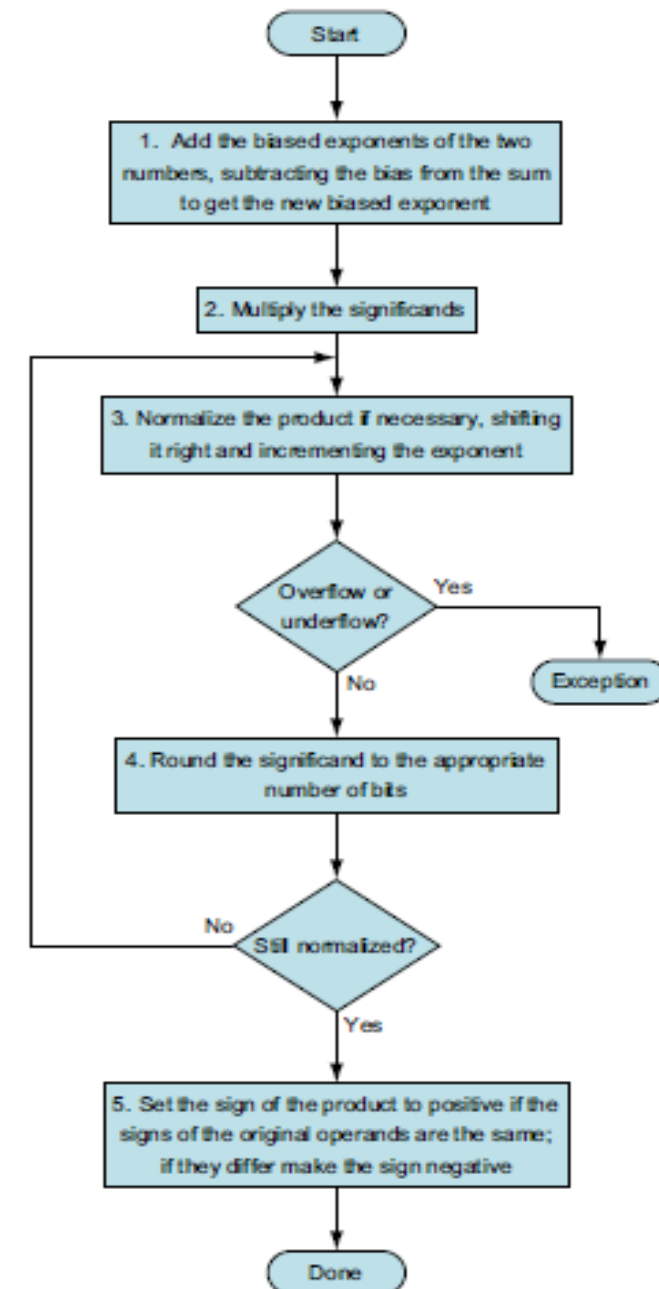 Start
1. Add the biased exponents of the two
numbers, subtracting the bias from the sum
to get the new biased exponent
2. Multiply the significands
3. Normalize the product if necessary, shifting
it right and incrementing the exponent
Overflow or
underflow?
Yes
Exception
No
4. Round the significand to the appropriate
number of bits
No
Still normalized?
Yes
5. Set the sign of the product to positive if the
signs of the original operands are the same;
if they differ make the sign negative
Done